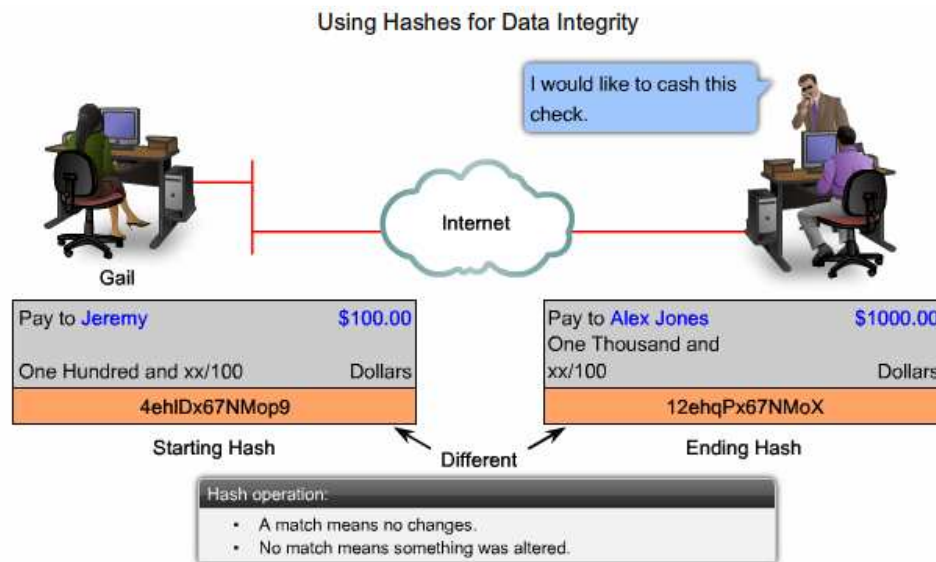 Using Hashes for Data Integrity
I would like to cash this
check.
Internet
Gail
Pay to Jeremy $100.00
One Hundred and xx/100 Dollars
4ehIDx67NMop9
Starting Hash
Pay to Alex Jones $1000.00
One Thousand and
xx/100 Dollars
12ehqPx67NMoX
Ending Hash
Different
Hash operation:
• A match means no changes.
• No match means something was altered.